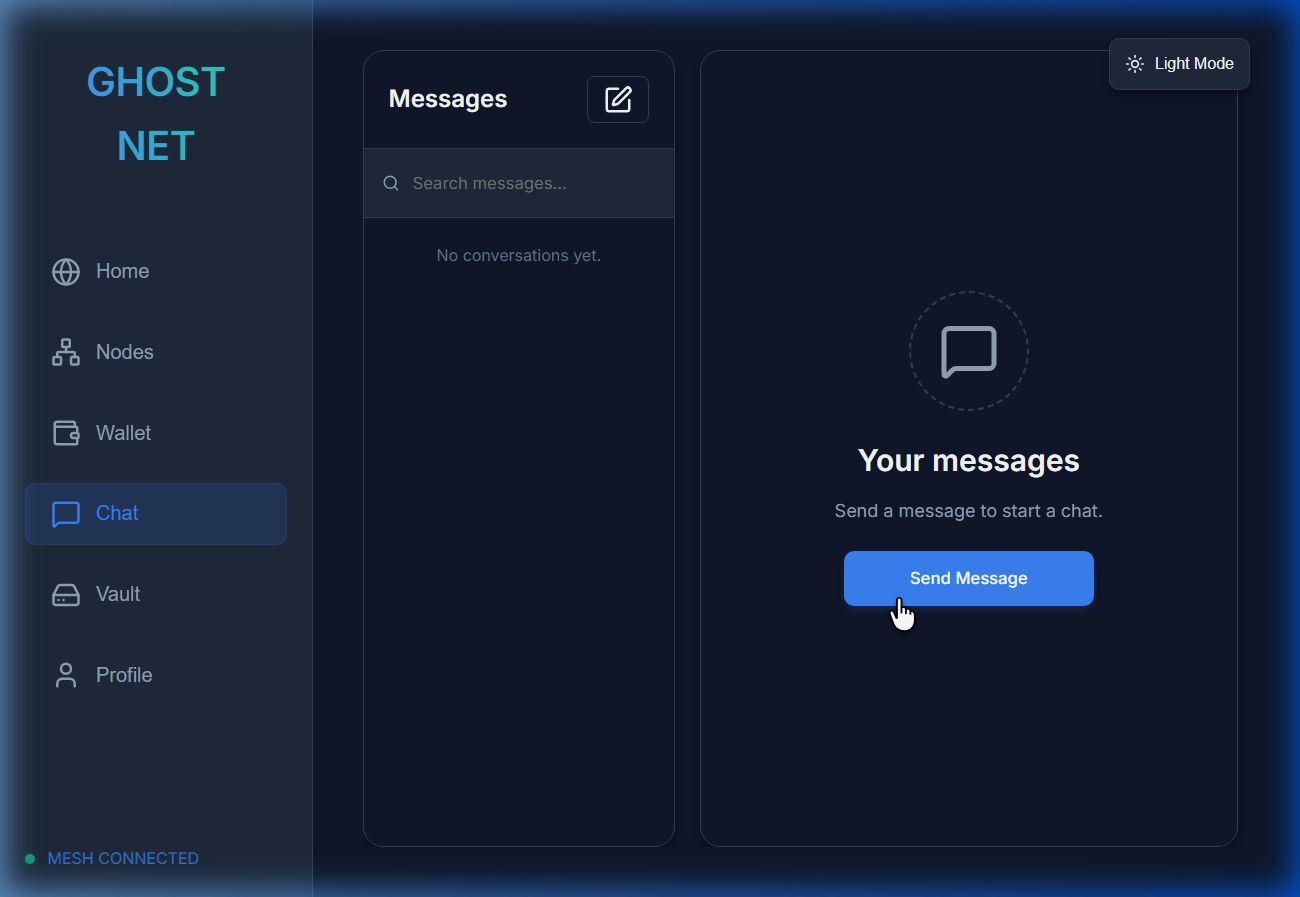 GHOST
NET
Home
Nodes
Wallet
Chat
Vault
Profile
MESH CONNECTED
Messages
Search messages...
No conversations yet.
Light Mode
Your messages
Send a message to start a chat.
Send Message